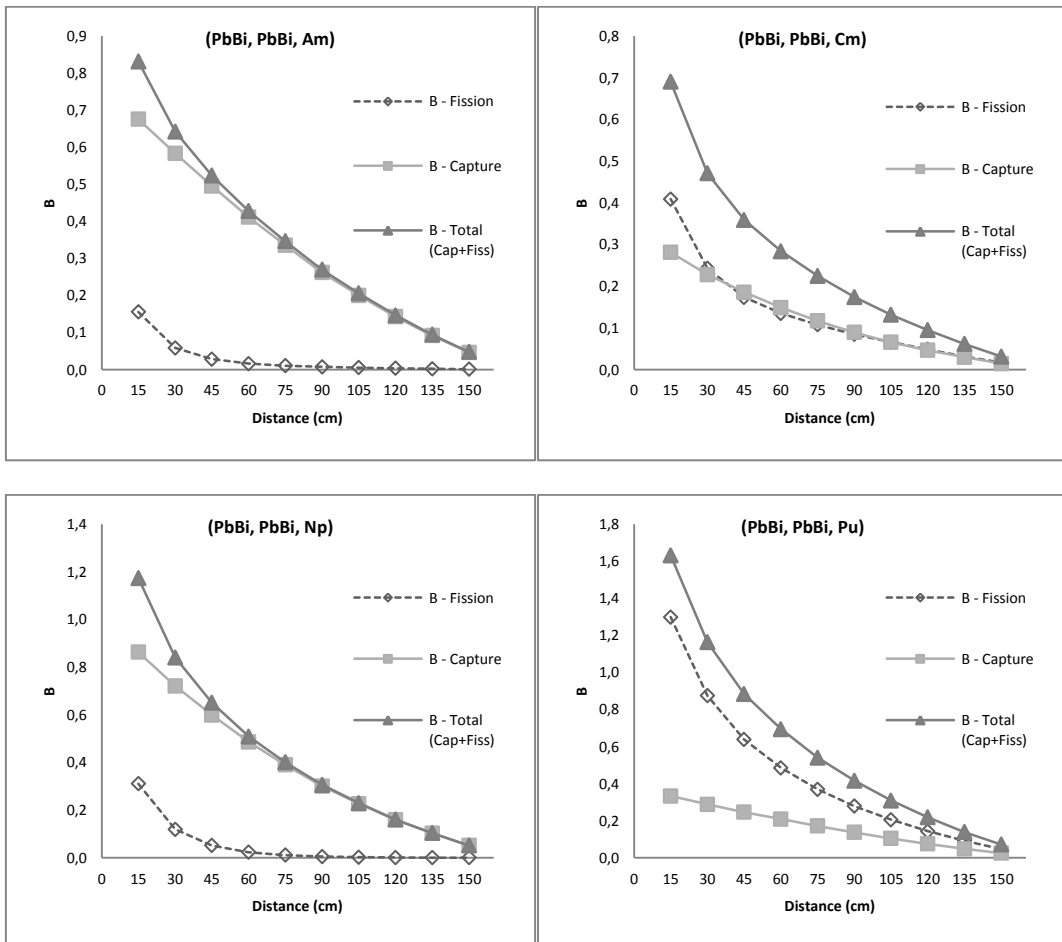 (PbBi, PbBi, Am)
0,9
0,8
0,7
0,6
0,5
0,4
0,3
0,2
0,1
0,0
B
B - Fission
B - Capture
B - Total
(Cap+Fiss)
0 15 30 45 60 75 90 105 120 135 150
Distance (cm)
(PbBi, PbBi, Cm)
0,8
0,7
0,6
0,5
0,4
0,3
0,2
0,1
0,0
B
B - Fission
B - Capture
B - Total
(Cap+Fiss)
0 15 30 45 60 75 90 105 120 135 150
Distance (cm)
(PbBi, PbBi, Np)
1,4
1,2
1,0
0,8
0,6
0,4
0,2
0,0
B
B - Fission
B - Capture
B - Total
(Cap+Fiss)
0 15 30 45 60 75 90 105 120 135 150
Distance (cm)
(PbBi, PbBi, Pu)
1,8
1,6
1,4
1,2
1,0
0,8
0,6
0,4
0,2
0,0
B
B - Fission
B - Capture
B - Total
(Cap+Fiss)
0 15 30 45 60 75 90 105 120 135 150
Distance (cm)